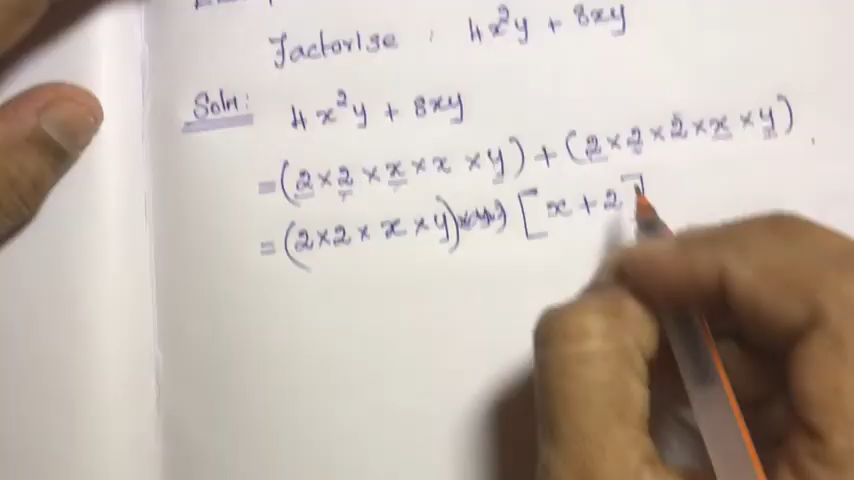 Factorise : 4x²y + 8xy
Soln: 4x²y + 8xy
= (2 × 2 × x × x × y) + (2 × 2 × 2 × x × y)
= (2 × 2 × x × y) [x + 2]